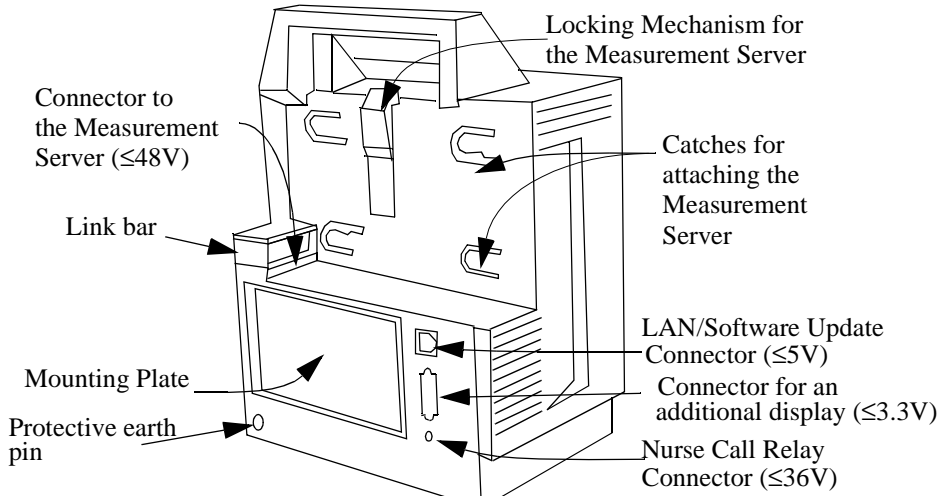 Locking Mechanism for
the Measurement Server
Connector to
the Measurement
Server (≤48V)
Catches for
attaching the
Measurement
Server
Link bar
LAN/Software Update
Connector (≤5V)
Mounting Plate
Connector for an
additional display (≤3.3V)
Protective earth
pin
Nurse Call Relay
Connector (≤36V)